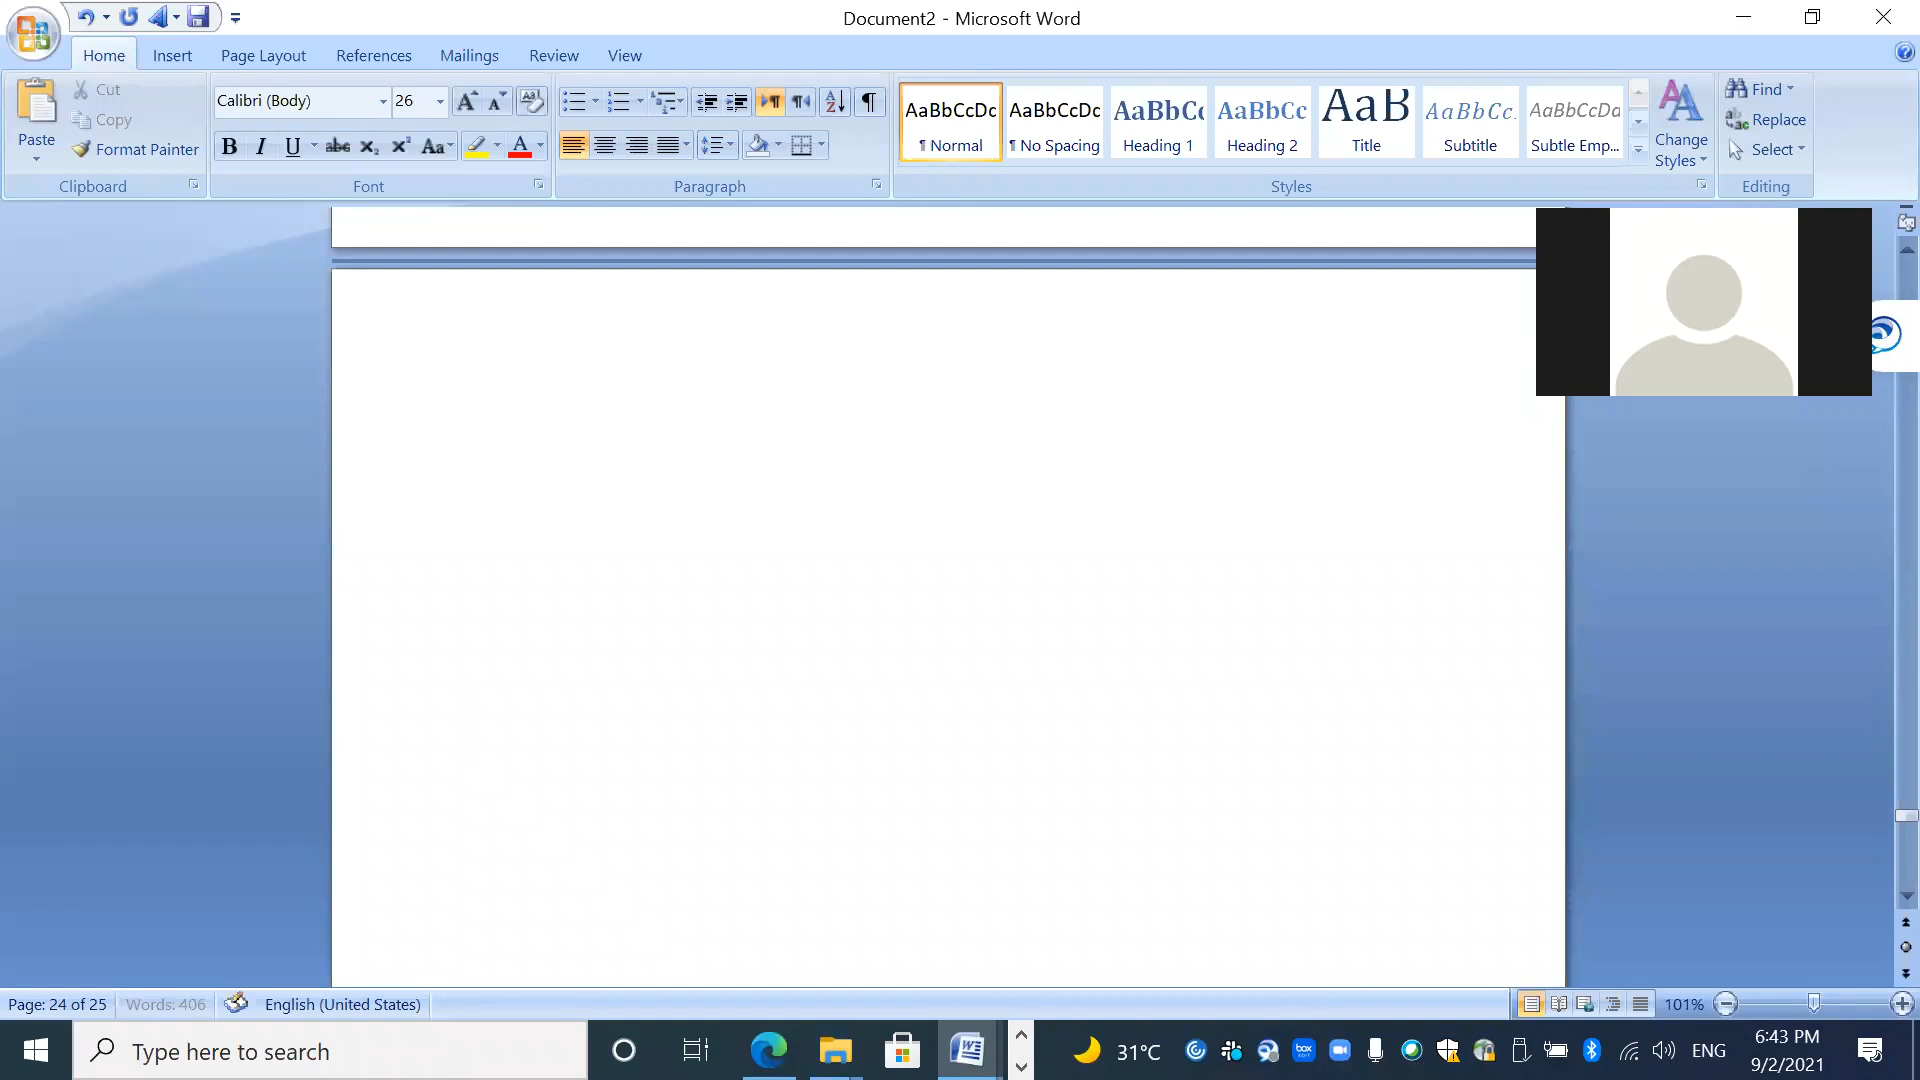 Document2 - Microsoft Word
Home Insert Page Layout References Mailings Review View
Paste
Cut
Copy
Format Painter
Clipboard
Calibri (Body) 26
B I U abc x₂ x² Aa A
Font
Paragraph
AaBbCcDc AaBbCcDc AaBbCc AaBbCc AaB AaBbCc. AaBbCcDa
¶ Normal ¶ No Spacing Heading 1 Heading 2 Title Subtitle Subtle Emp...
Change
Styles
Styles
Find
Replace
Select
Editing
Page: 24 of 25 Words: 406 English (United States) 101%
Type here to search
31°C
box
ENG
6:43 PM
9/2/2021